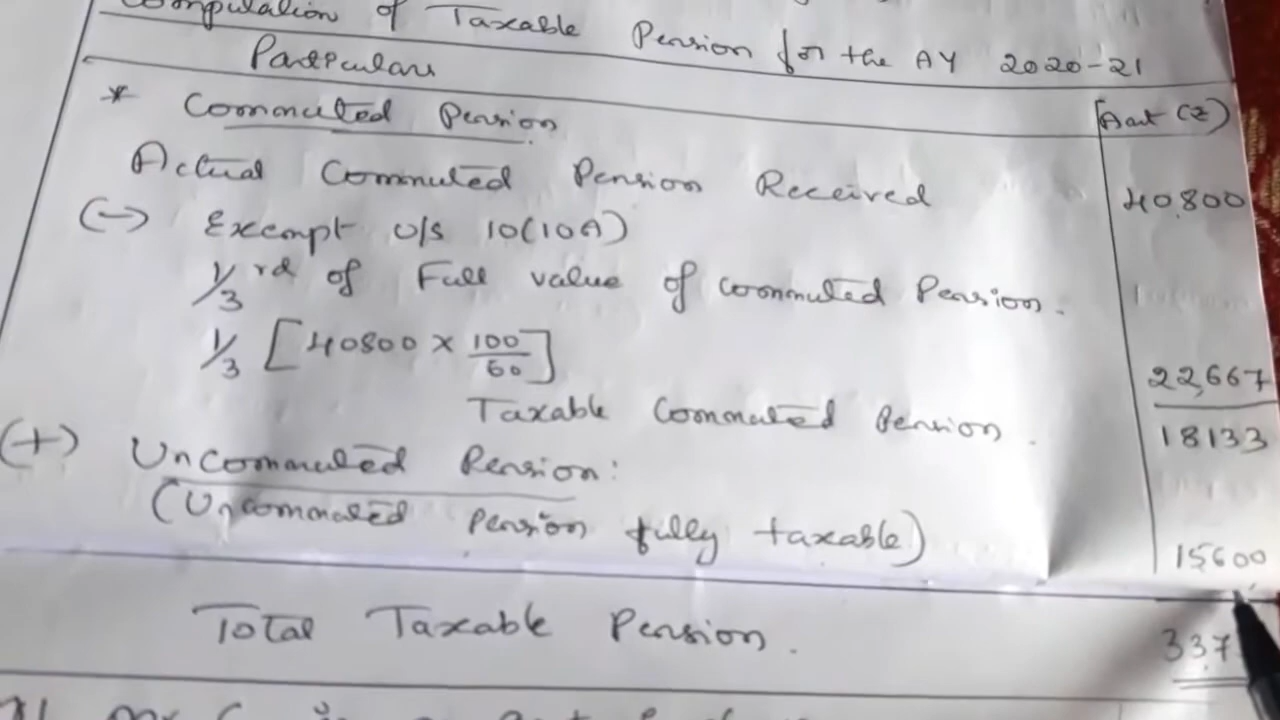 Computation of Taxable Pension for the AY 2020-21
Particulars Amt (₹)
* Commuted Pension
Actual Commuted Pension Received 40,800
(-) Exempt u/s 10(10A)
1/3 rd of Full value of commuted Pension.
1/3 [40800 × 100/60] 22,667
Taxable Commuted Pension. 18133
(+) Uncommuted Pension:
(Uncommuted pension fully taxable) 15600
Total Taxable Pension. 337